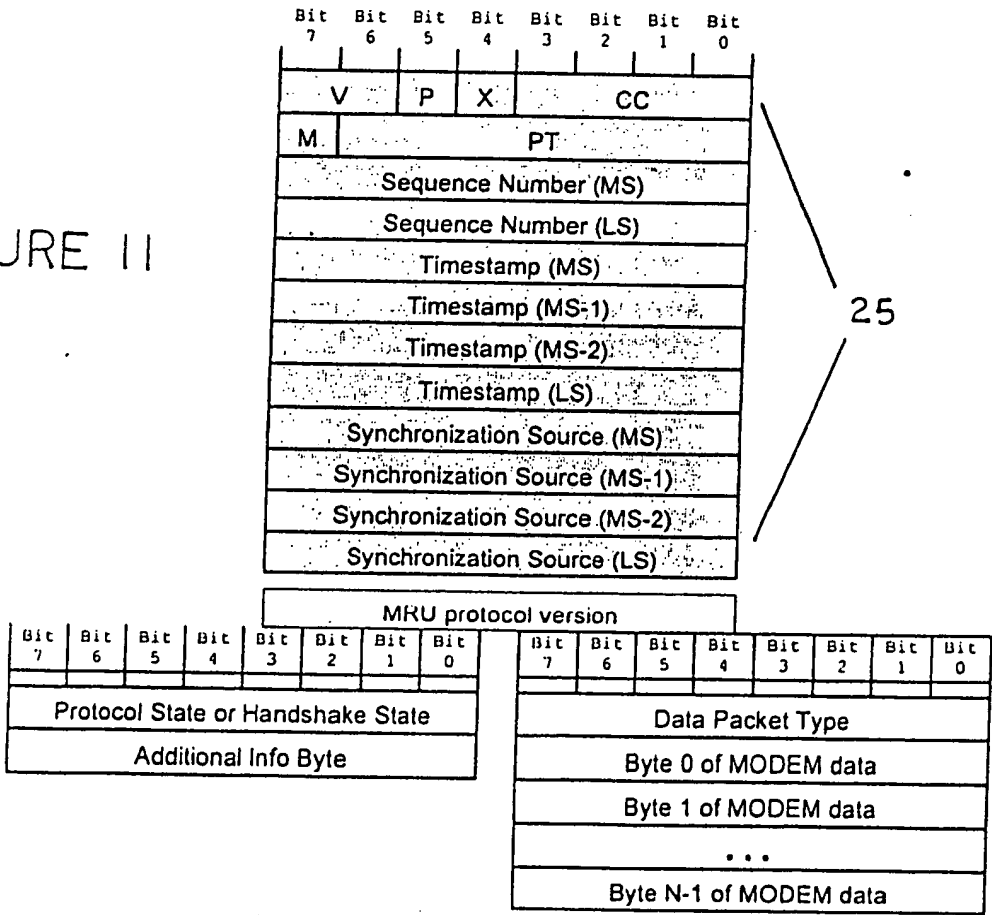 Bit Bit Bit Bit Bit Bit Bit Bit
7 6 5 4 3 2 1 0
V P X CC
M PT
Sequence Number (MS)
Sequence Number (LS)
URE 11
Timestamp (MS)
Timestamp (MS-1)
25
Timestamp (MS-2)
Timestamp (LS)
Synchronization Source (MS)
Synchronization Source (MS-1)
Synchronization Source (MS-2)
Synchronization Source (LS)
MRU protocol version
Bit Bit Bit Bit Bit Bit Bit Bit
7 6 5 4 3 2 1 0
Protocol State or Handshake State
Additional Info Byte
Bit Bit Bit Bit Bit Bit Bit Bit
7 6 5 4 3 2 1 0
Data Packet Type
Byte 0 of MODEM data
Byte 1 of MODEM data
...
Byte N-1 of MODEM data